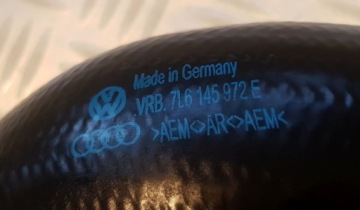 Made in Germany
VRB. 7L6 145 972 E
>AEM<>AR<>AEM<